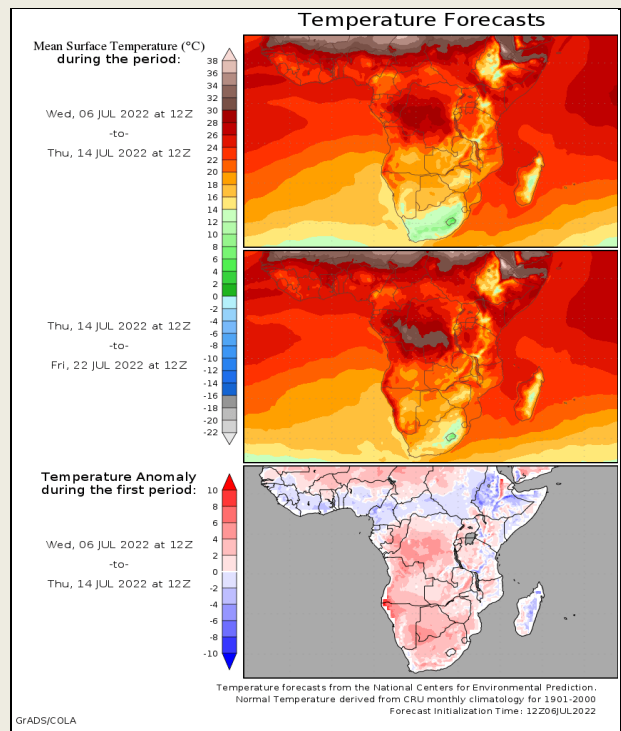 Temperature Forecasts
Mean Surface Temperature (°C)
during the period:
Wed, 06 JUL 2022 at 12Z
-to-
Thu, 14 JUL 2022 at 12Z
38
36
34
32
30
28
26
24
22
20
18
16
14
12
10
8
6
4
2
0
-2
-4
-6
-8
-10
-12
-14
-16
-17
-18
-20
-22
Thu, 14 JUL 2022 at 12Z
-to-
Fri, 22 JUL 2022 at 12Z
Temperature Anomaly
during the first period:
Wed, 06 JUL 2022 at 12Z
-to-
Thu, 14 JUL 2022 at 12Z
10
8
6
4
2
0
-2
-4
-6
-8
-10
Temperature forecasts from the National Centers for Environmental Prediction.
Normal Temperature derived from CRU monthly climatology for 1901-2000
Forecast Initialization Time: 12Z06JUL2022
GrADS/COLA